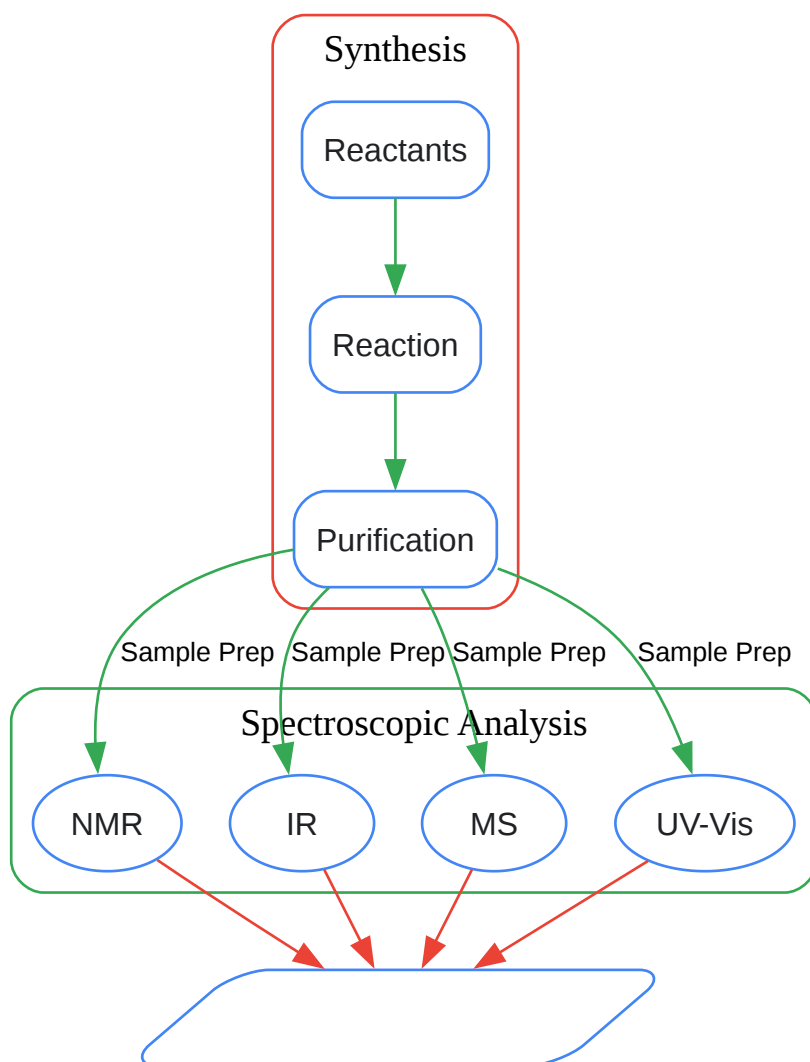 Synthesis
Reactants
Reaction
Purification
Sample Prep Sample Prep Sample Prep Sample Prep
Spectroscopic Analysis
NMR IR MS UV-Vis